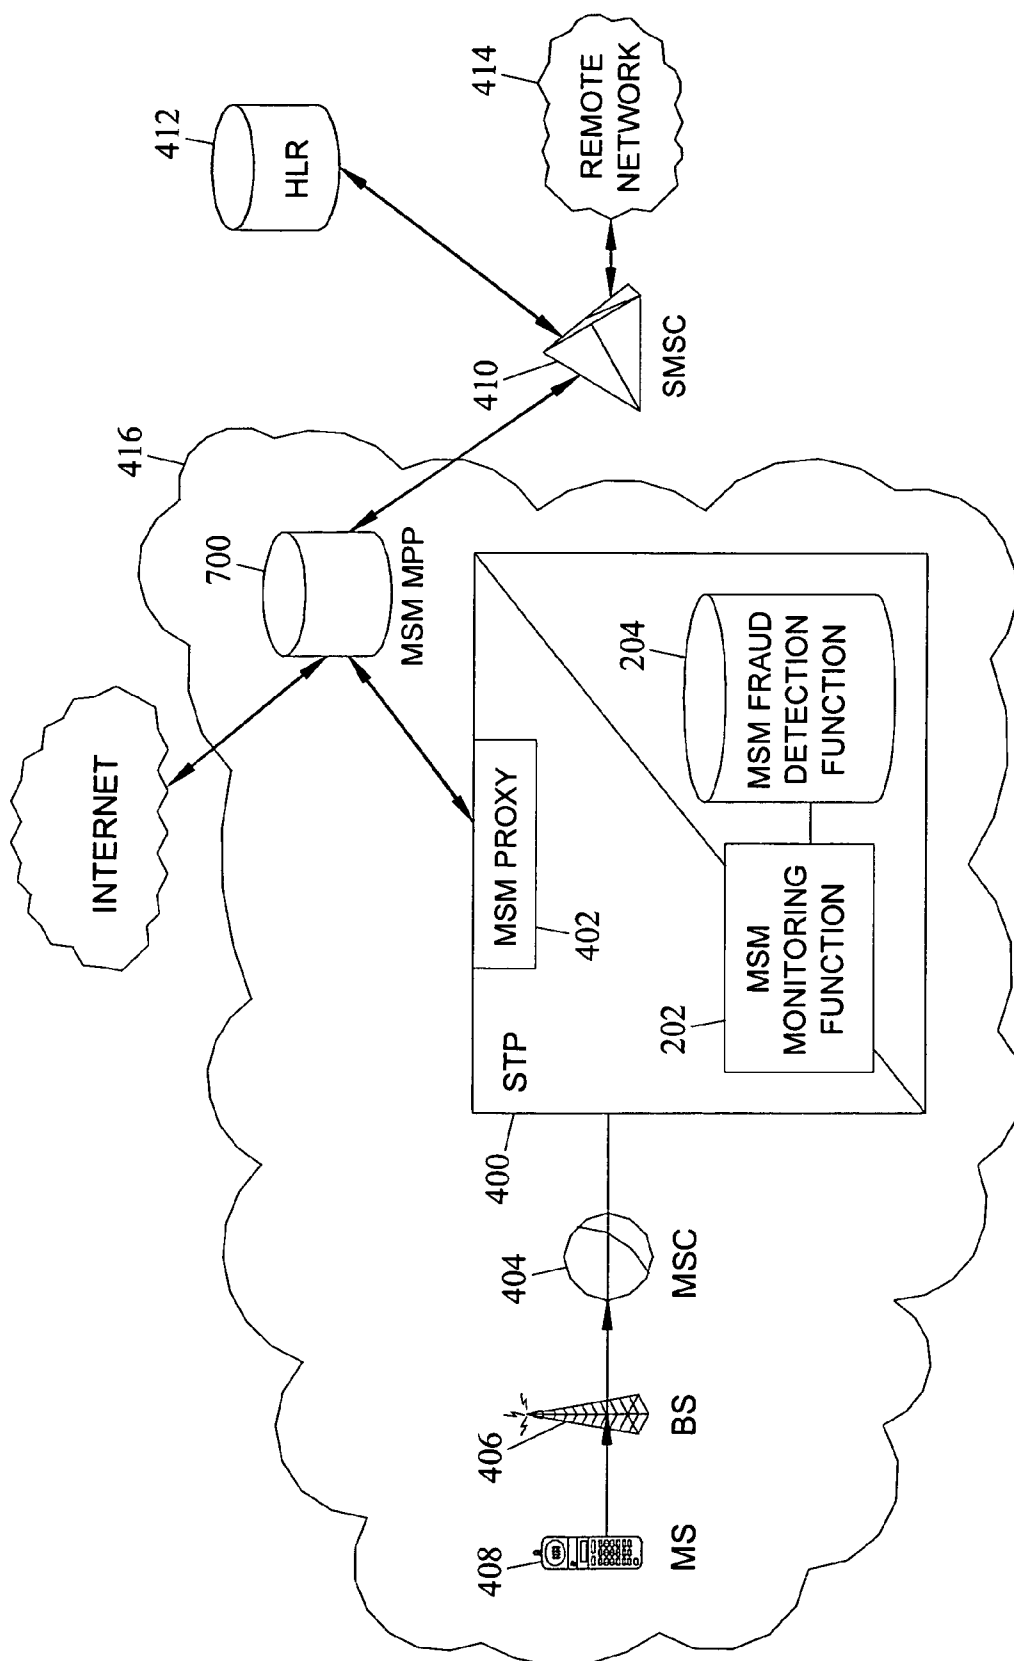 INTERNET
416
412
HLR
700
MSM MPP
410
SMSC
414
REMOTE
NETWORK
408
MS
406
BS
404
MSC
400
STP
MSM PROXY
402
202
MSM
MONITORING
FUNCTION
204
MSM FRAUD
DETECTION
FUNCTION